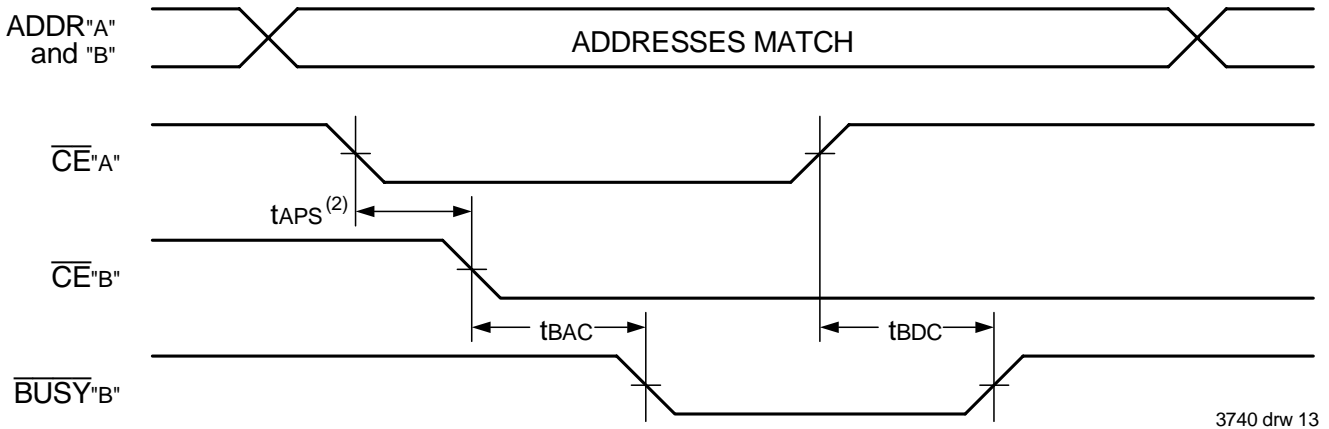 ADDR"A"
and "B"
ADDRESSES MATCH
CE"A"
tAPS(2)
CE"B"
tBAC
tBDC
BUSY"B"
3740 drw 13